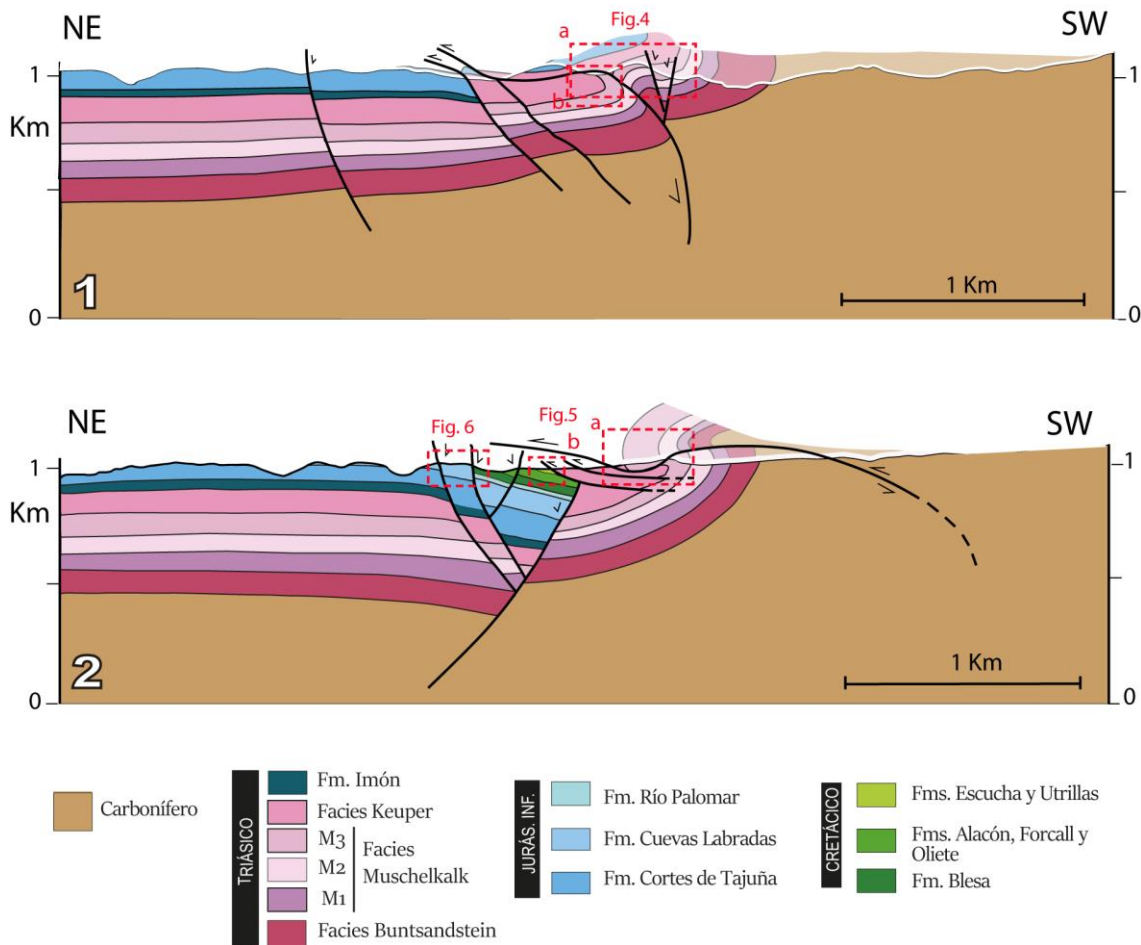 NE
SW
Fig.4
a
b
1
1
Km
1
1 Km
0
0
NE
SW
Fig. 6
Fig.5
a
b
1
1
Km
2
1 Km
0
0
Carbonífero
TRIÁSICO
Fm. Imón
Facies Keuper
M3
M2
M1
Facies
Muschelkalk
Facies Buntsandstein
JURÁS. INF.
Fm. Río Palomar
Fm. Cuevas Labradas
Fm. Cortes de Tajuña
CRETÁCICO
Fms. Escucha y Utrillas
Fms. Alacón, Forcall y
Oliete
Fm. Blesa